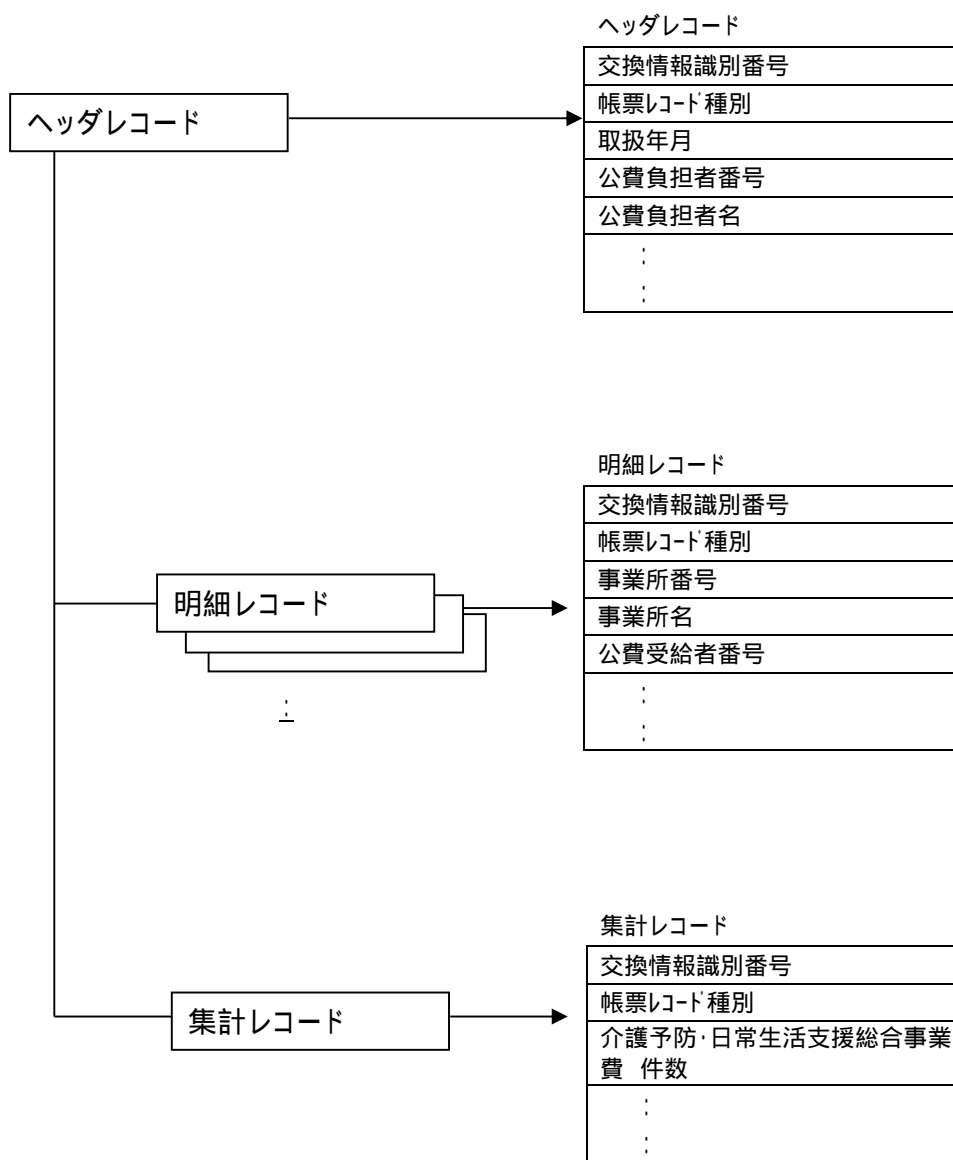 ヘッダレコード
交換情報識別番号
ヘッダレコード
帳票ﾚｺｰﾄﾞ種別
取扱年月
公費負担者番号
公費負担者名
:
:
明細レコード
交換情報識別番号
帳票ﾚｺｰﾄﾞ種別
明細レコード
事業所番号
事業所名
公費受給者番号
:
:
:
集計レコード
交換情報識別番号
帳票ﾚｺｰﾄﾞ種別
集計レコード
介護予防･日常生活支援総合事業
費 件数
:
: